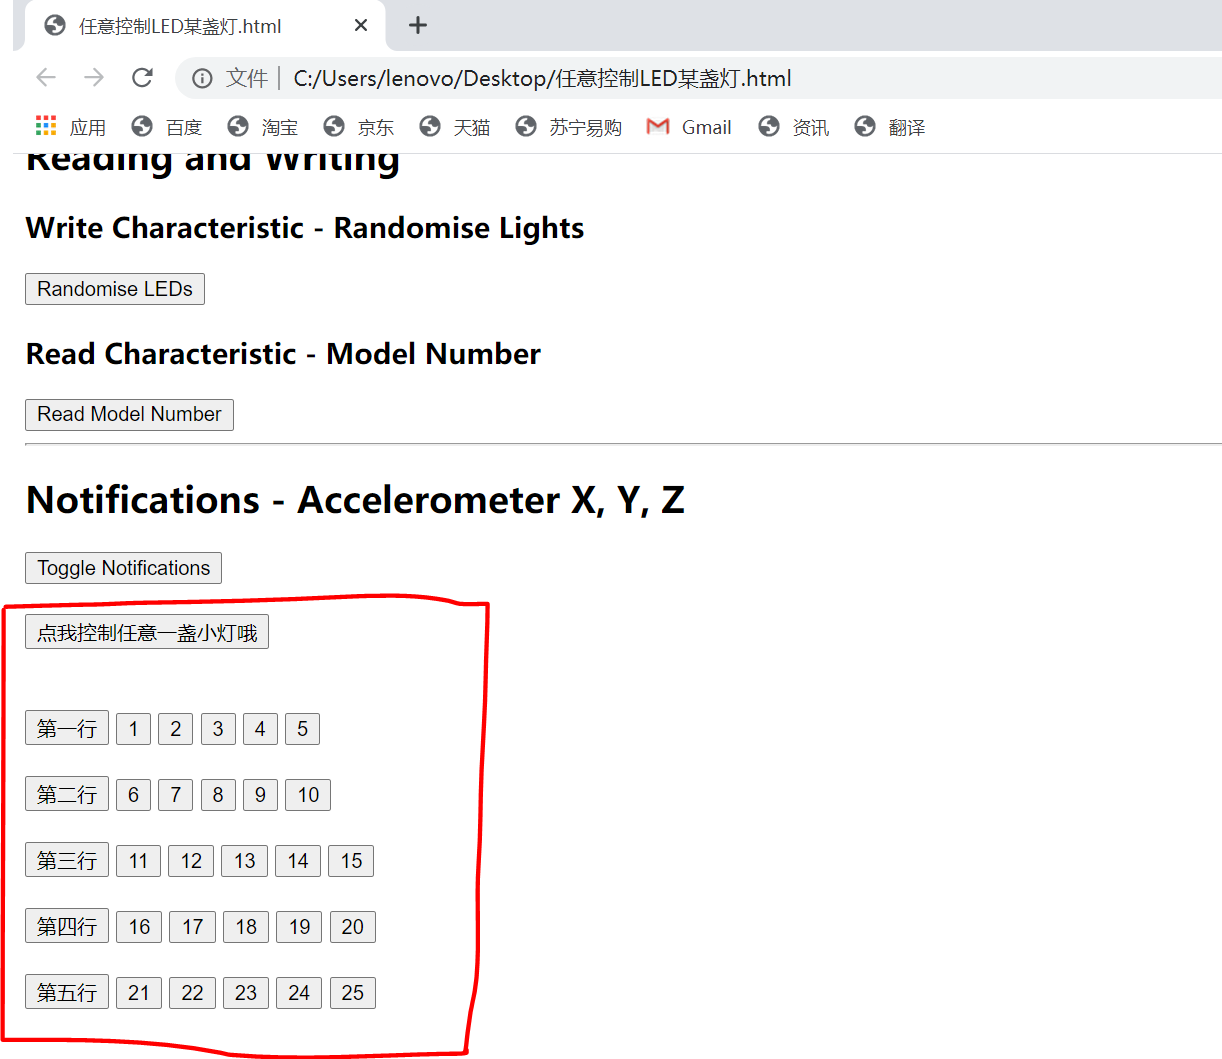 任意控制LED某盏灯.html
文件 | C:/Users/lenovo/Desktop/任意控制LED某盏灯.html
应用 百度 淘宝 京东 天猫 苏宁易购 Gmail 资讯 翻译
Reading and Writing
Write Characteristic - Randomise Lights
Randomise LEDs
Read Characteristic - Model Number
Read Model Number
Notifications - Accelerometer X, Y, Z
Toggle Notifications
点我控制任意一盏小灯哦
第一行 1 2 3 4 5
第二行 6 7 8 9 10
第三行 11 12 13 14 15
第四行 16 17 18 19 20
第五行 21 22 23 24 25